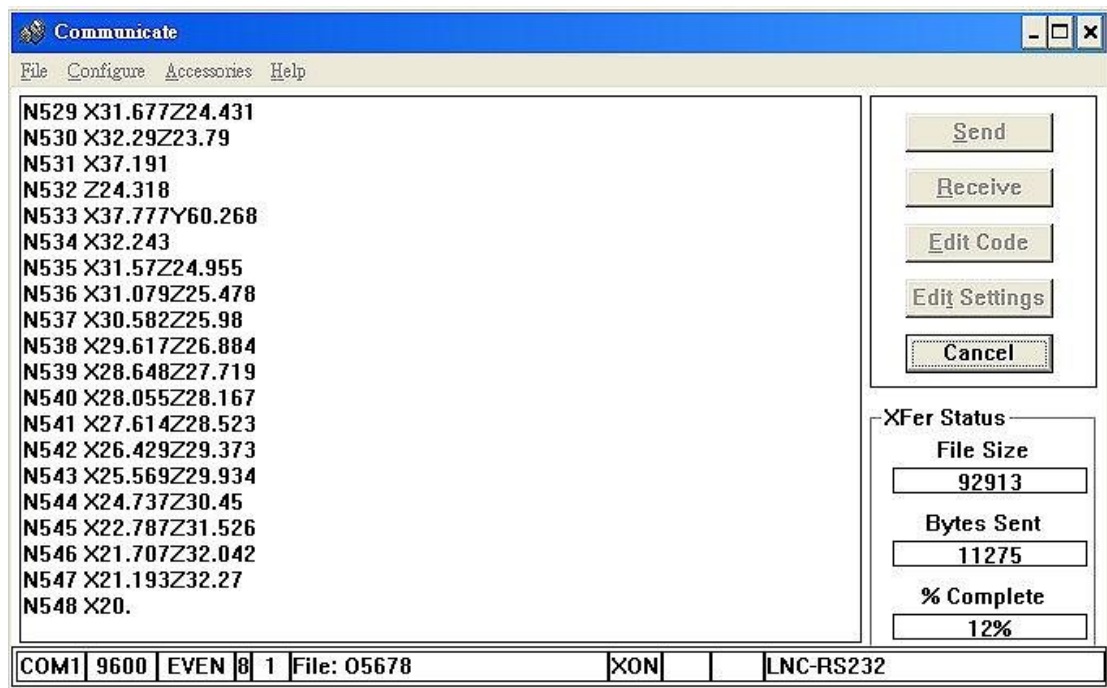 Communicate
File Configure Accessories Help
N529 X31.677Z24.431
N530 X32.29Z23.79
N531 X37.191
N532 Z24.318
N533 X37.777Y60.268
N534 X32.243
N535 X31.57Z24.955
N536 X31.079Z25.478
N537 X30.582Z25.98
N538 X29.617Z26.884
N539 X28.648Z27.719
N540 X28.055Z28.167
N541 X27.614Z28.523
N542 X26.429Z29.373
N543 X25.569Z29.934
N544 X24.737Z30.45
N545 X22.787Z31.526
N546 X21.707Z32.042
N547 X21.193Z32.27
N548 X20.
Send
Receive
Edit Code
Edit Settings
Cancel
XFer Status
File Size
92913
Bytes Sent
11275
% Complete
12%
COM1 9600 EVEN 8 1 File: O5678 XON LNC-RS232